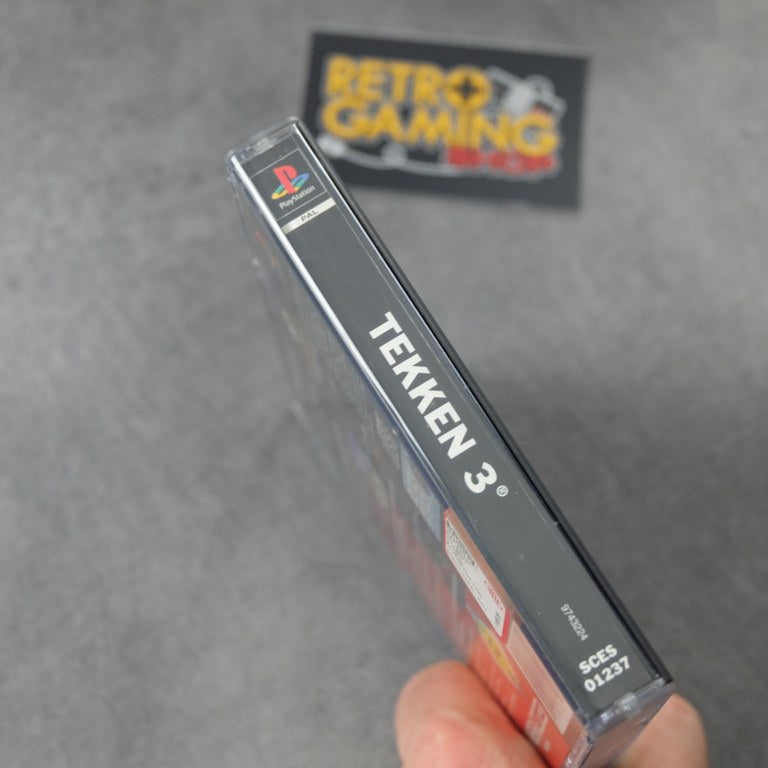 RETRO
GAMING
SHOP
PlayStation
PAL
TEKKEN 3®
9743224
SCES
01237